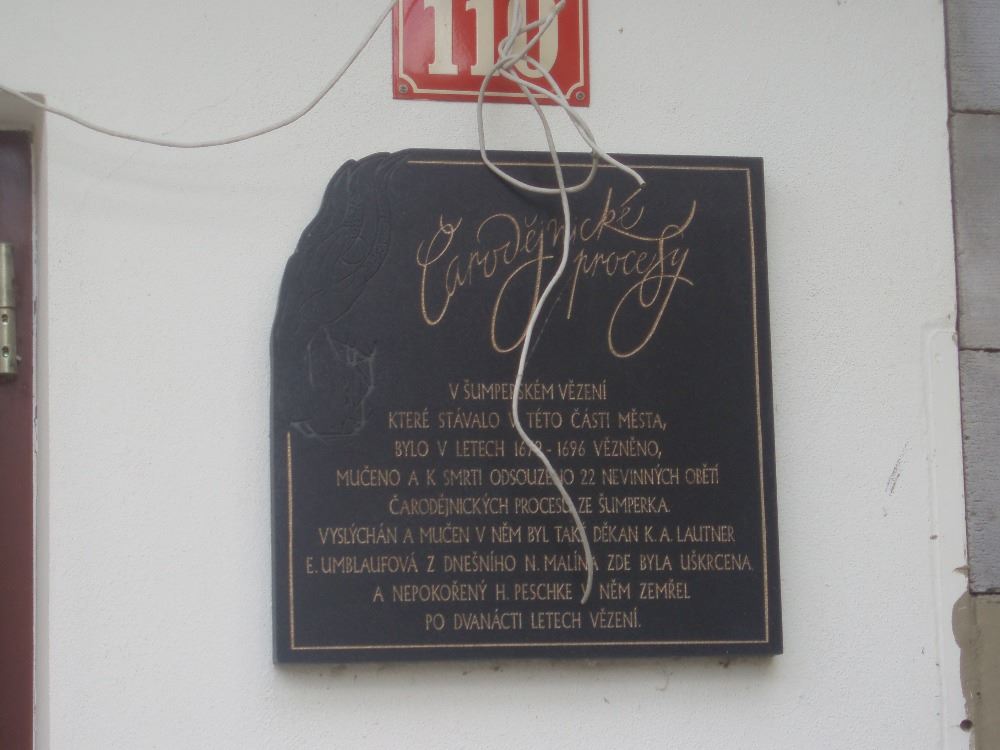 110
Čarodějnické
procesy
V ŠUMPERSKÉM VĚZENÍ
KTERÉ STÁVALO V TÉTO ČÁSTI MĚSTA,
BYLO V LETECH - 1696 VĚZNĚNO,
MUČENO A K SMRTI ODSOUZENO 22 NEVINNÝCH OBĚTÍ
ČARODĚJNICKÝCH PROCESŮ ZE ŠUMPERKA.
VYSLÝCHÁN A MUČEN V NĚM BYL TAKÉ DĚKAN K. A. LAUTNER
E. UMBLAUFOVÁ Z DNEŠNÍHO N. MALÍNA ZDE BYLA UŠKRCENA
A NEPOKOŘENÝ H. PESCHKE V NĚM ZEMŘEL
PO DVANÁCTI LETECH VĚZENÍ.